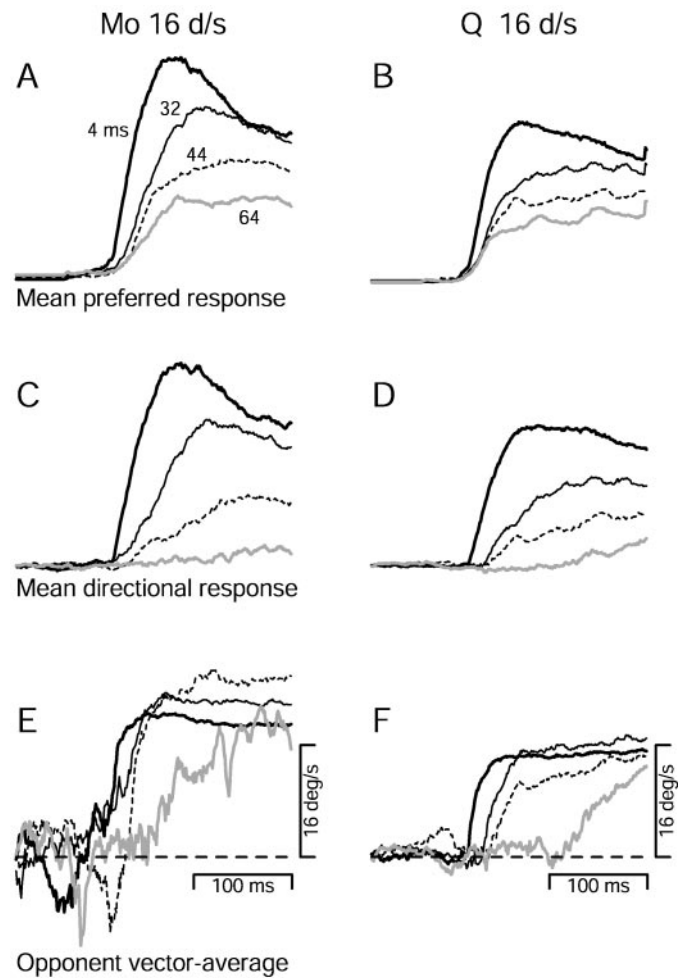 Mo 16 d/s
Q 16 d/s
A
B
4 ms
32
44
64
Mean preferred response
C
D
Mean directional response
E
F
16 deg/s
16 deg/s
100 ms
100 ms
Opponent vector-average